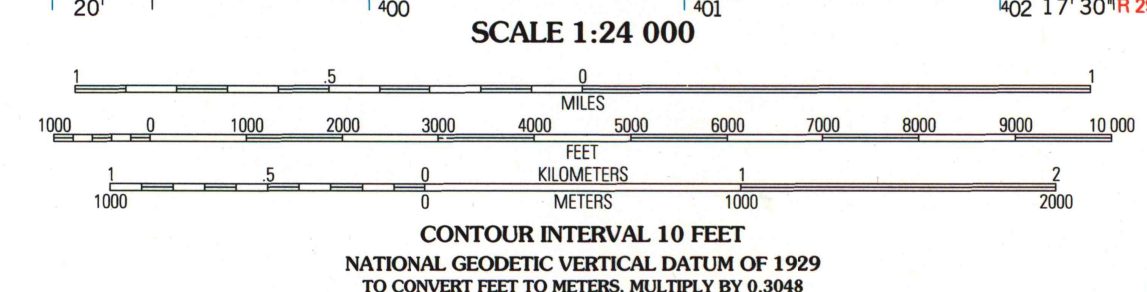 20' ⁴00 ⁴01 ⁴02 17'30" R 2
SCALE 1:24 000
1 .5 0 1
MILES
1000 0 1000 2000 3000 4000 5000 6000 7000 8000 9000 10 000
FEET
1 .5 0 KILOMETERS 1 2
1000 0 METERS 1000 2000
CONTOUR INTERVAL 10 FEET
NATIONAL GEODETIC VERTICAL DATUM OF 1929
TO CONVERT FEET TO METERS, MULTIPLY BY 0.3048